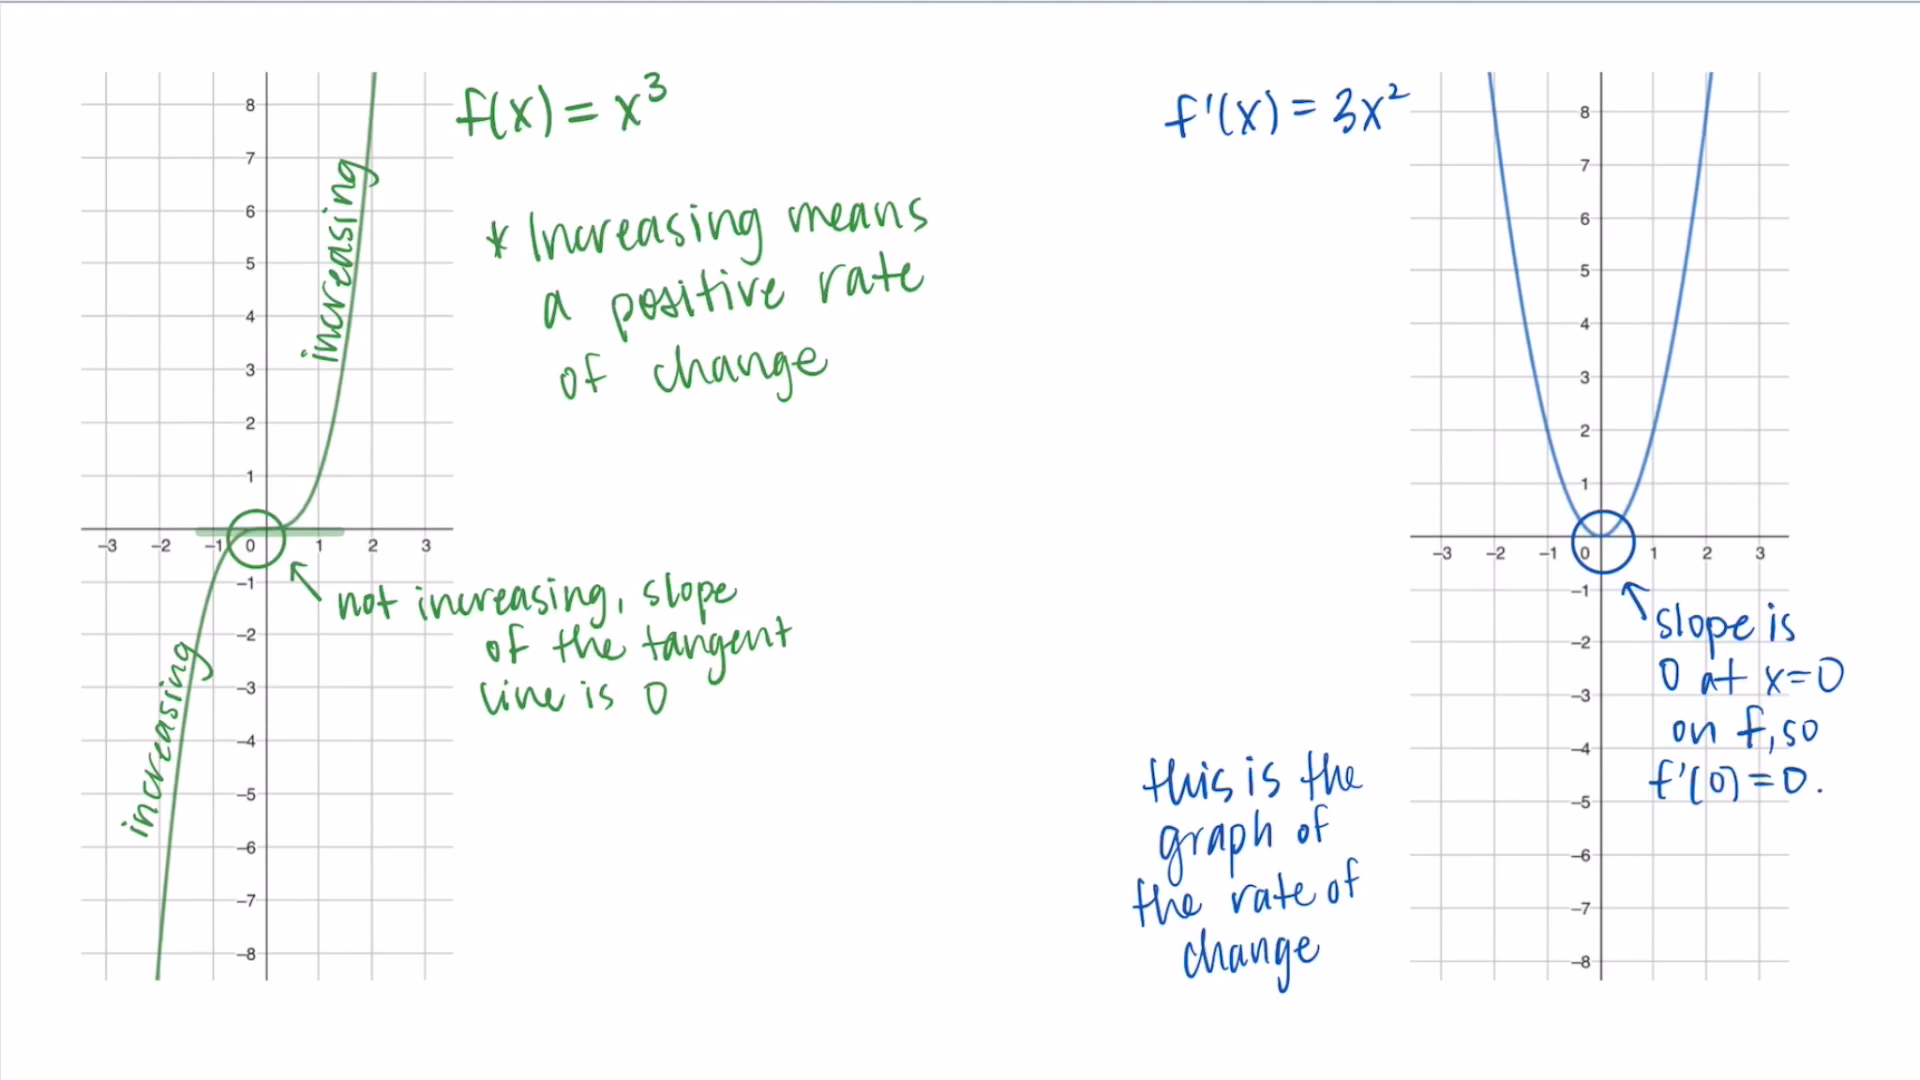 f(x) = x³
* Increasing means
a positive rate
of change
increasing
8
7
6
5
4
3
2
1
-3 -2 -1 0 1 2 3
-1
-2
-3
-4
-5
-6
-7
-8
not increasing, slope
of the tangent
line is 0
increasing
f'(x) = 3x²
8
7
6
5
4
3
2
1
-3 -2 -1 0 1 2 3
-1
-2
-3
-4
-5
-6
-7
-8
slope is
0 at x=0
on f, so
f'(0)=0.
this is the
graph of
the rate of
change